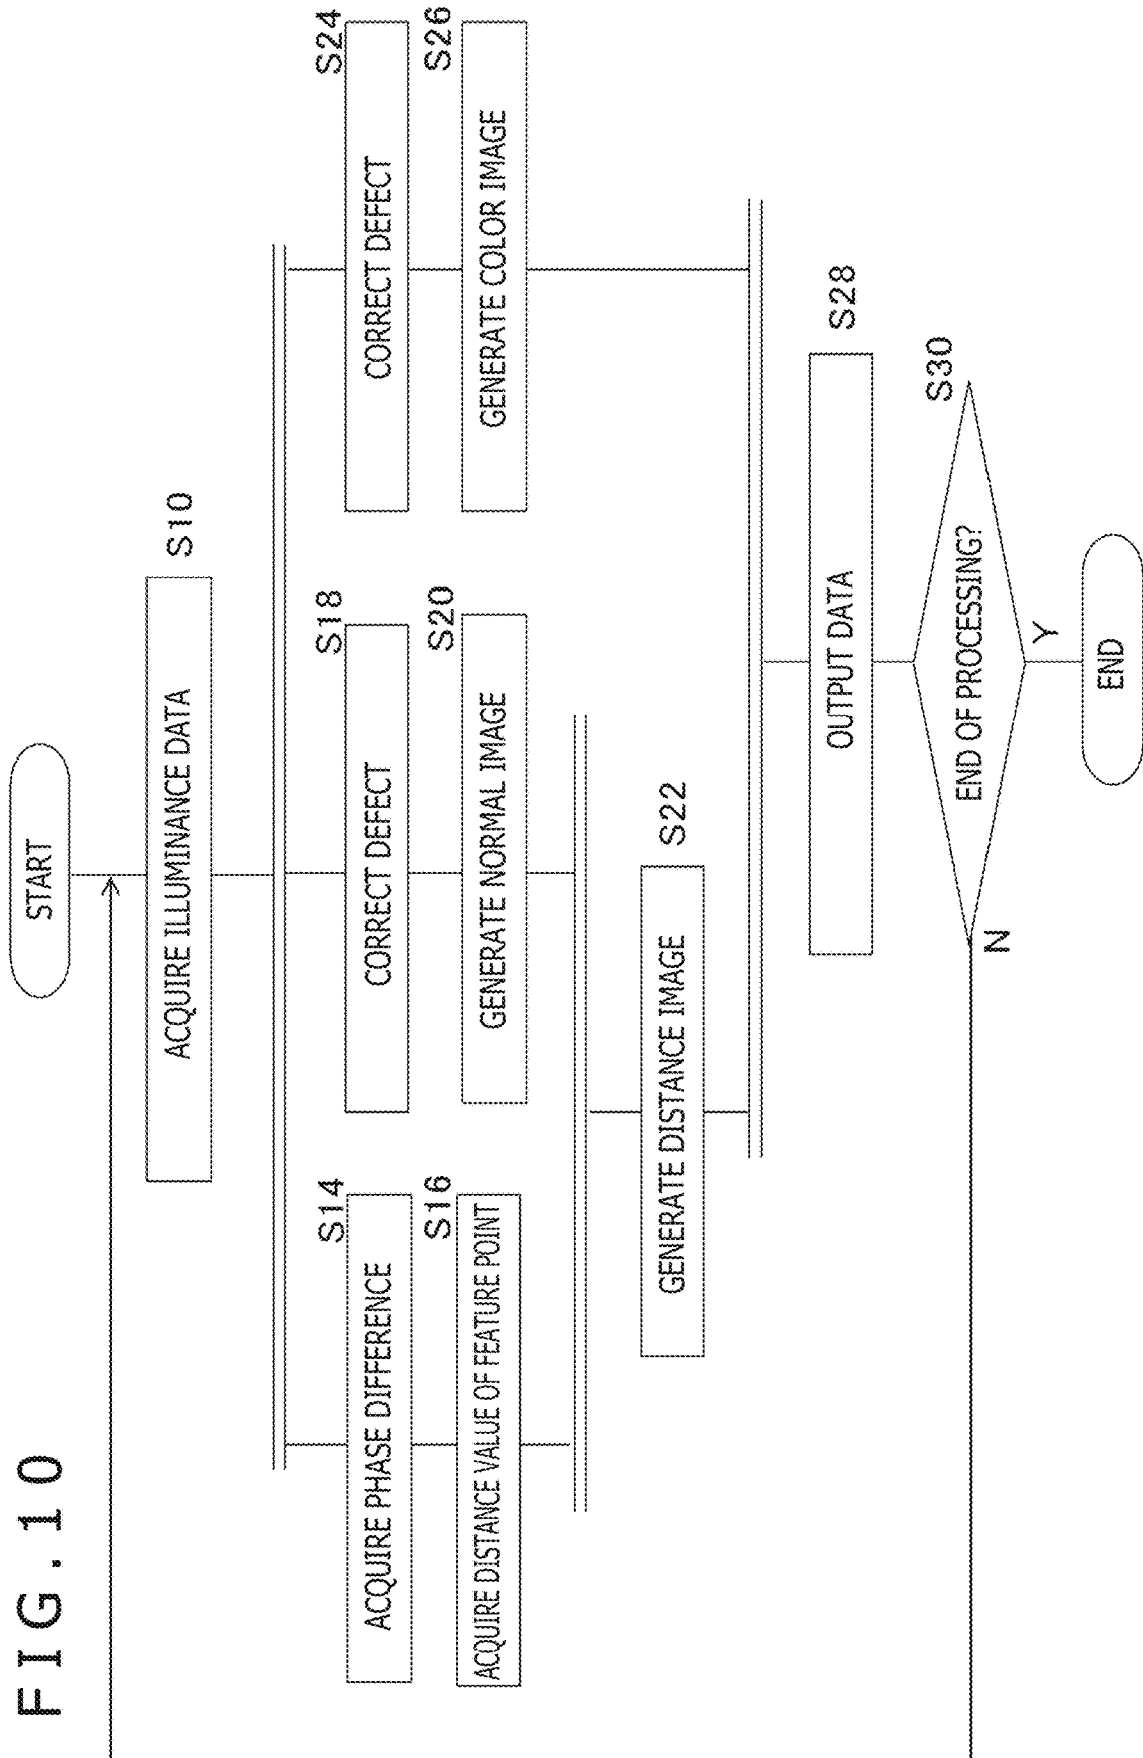 FIG.10
START
ACQUIRE ILLUMINANCE DATA
S10
ACQUIRE PHASE DIFFERENCE
S14
ACQUIRE DISTANCE VALUE OF FEATURE POINT
S16
CORRECT DEFECT
S18
GENERATE NORMAL IMAGE
S20
GENERATE DISTANCE IMAGE
S22
CORRECT DEFECT
S24
GENERATE COLOR IMAGE
S26
OUTPUT DATA
S28
END OF PROCESSING?
S30
N
Y
END